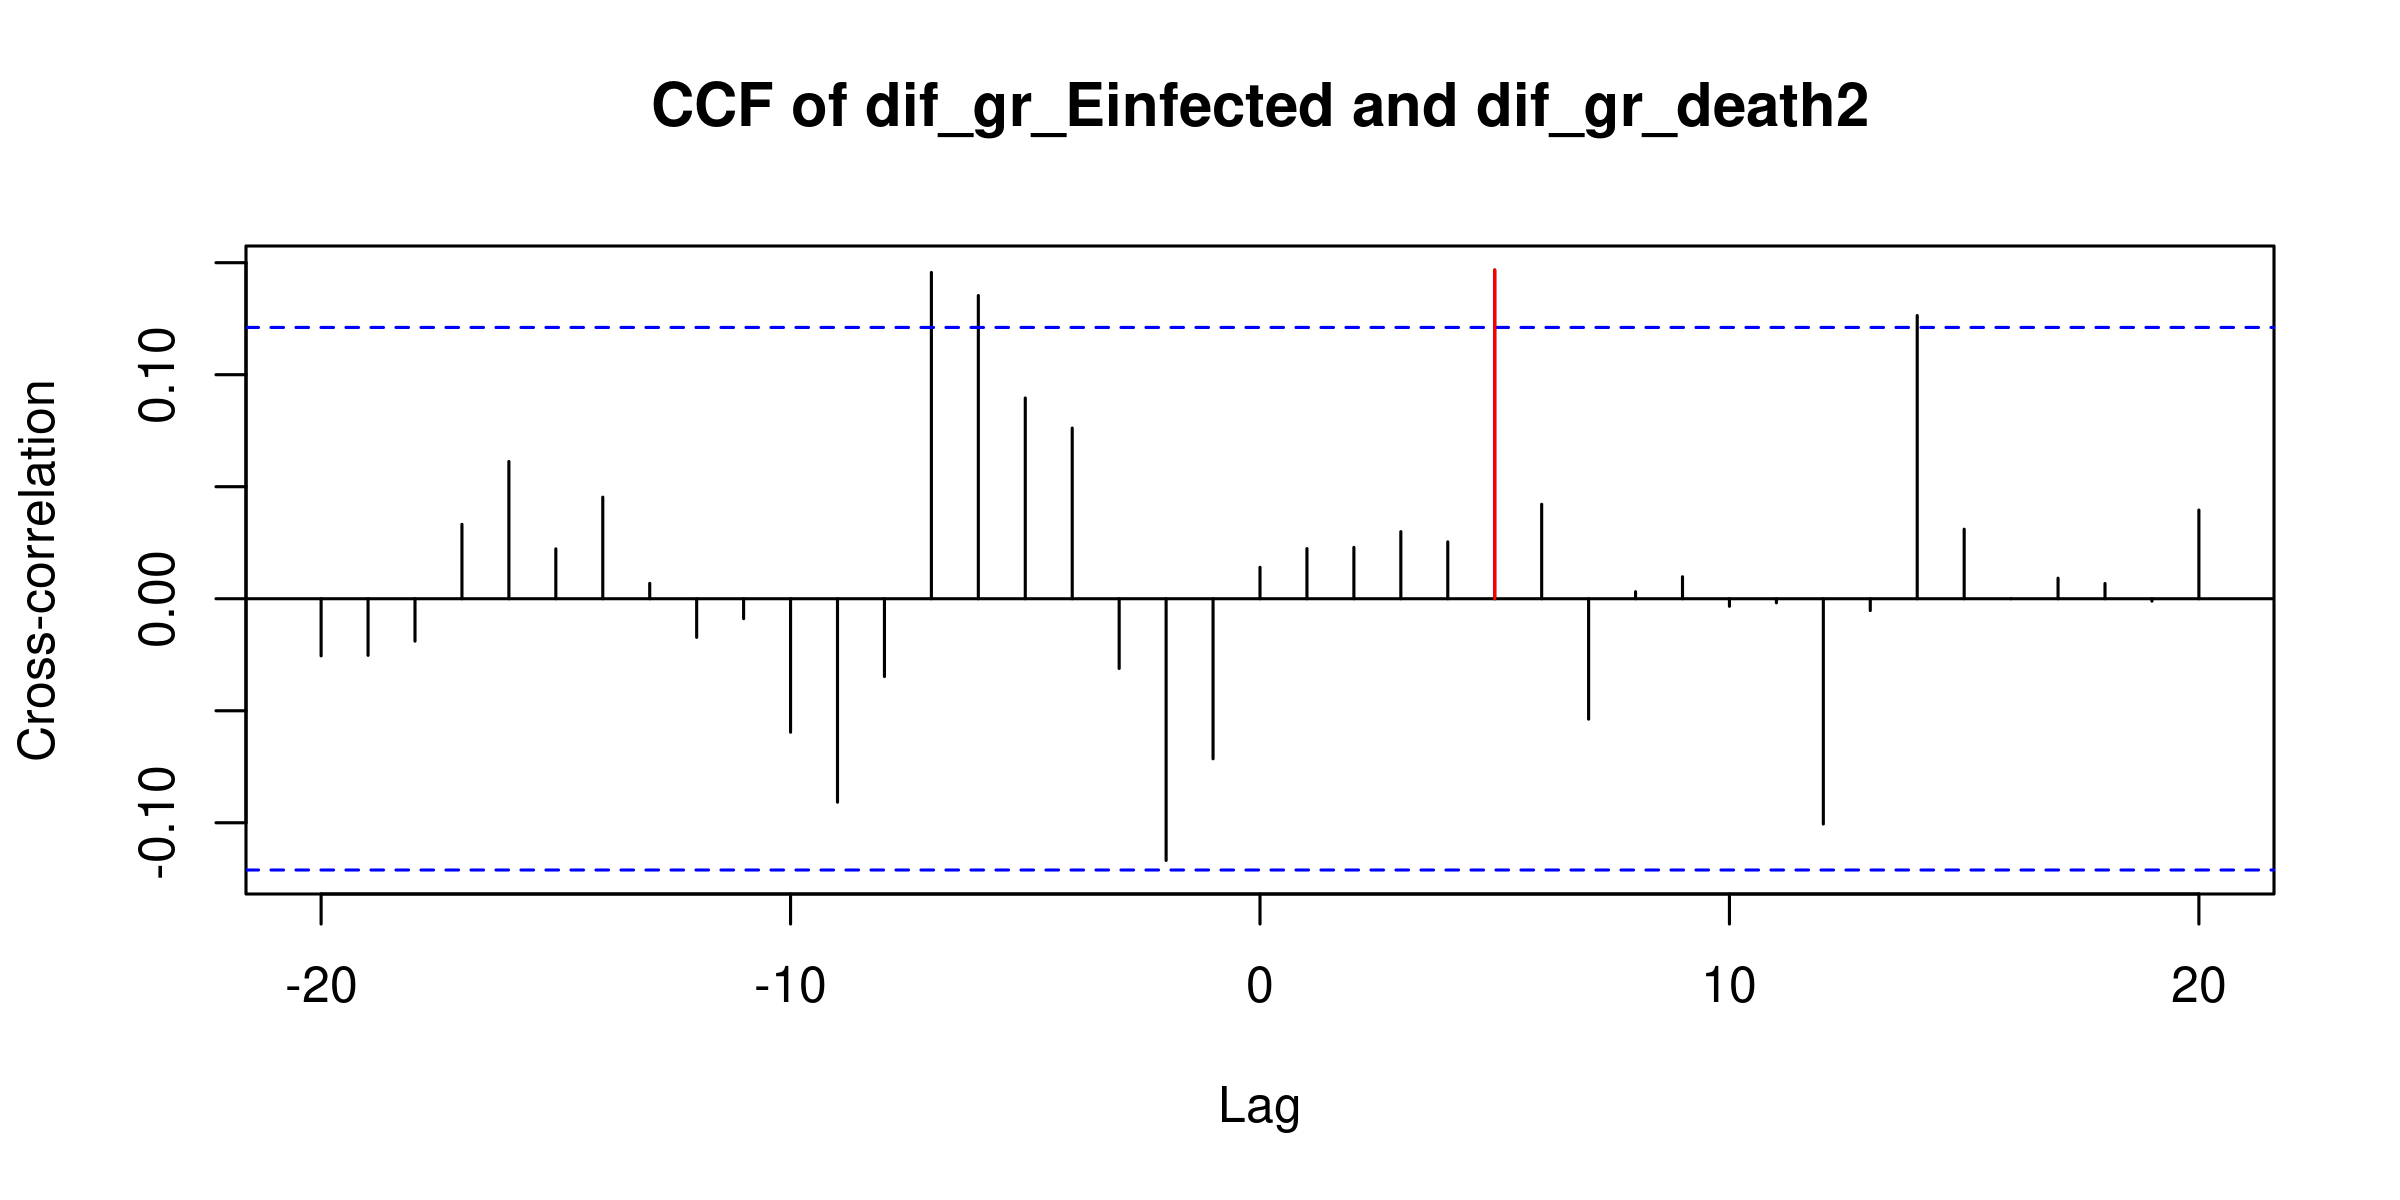 CCF of dif_gr_Einfected and dif_gr_death2
Cross-correlation
0.10
0.00
-0.10
-20
-10
0
10
20
Lag